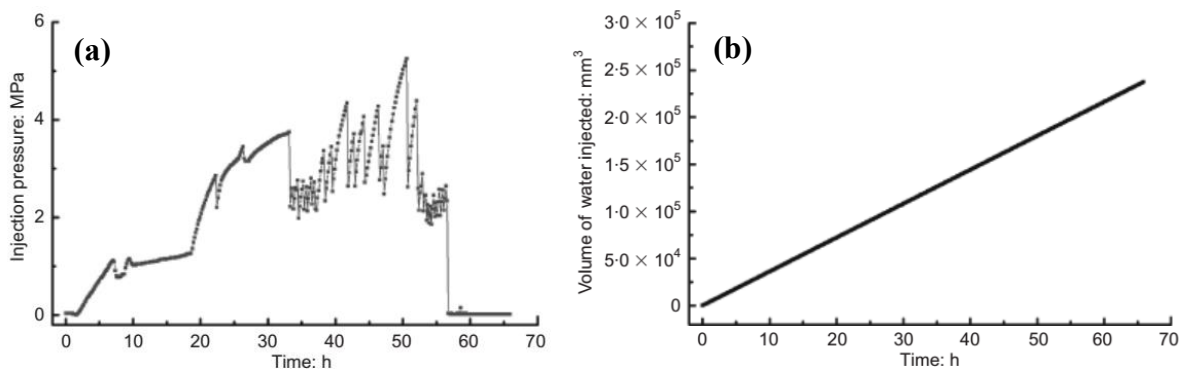 (a)
Injection pressure: MPa
6
4
2
0
0 10 20 30 40 50 60 70
Time: h
(b)
Volume of water injected: mm³
3·0 × 10⁵
2·5 × 10⁵
2·0 × 10⁵
1·5 × 10⁵
1·0 × 10⁵
5·0 × 10⁴
0
0 10 20 30 40 50 60 70
Time: h